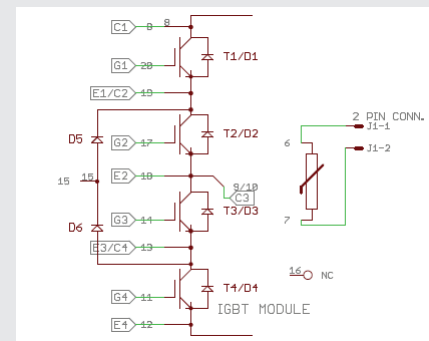 C1 8 8
G1 20 T1/D1
E1/C2 19
2 PIN CONN.
J1-1
D5 G2 17 T2/D2 6 J1-2
15 15 E2 18 9/10
C3
D6 G3 14 T3/D3 7
E3/C4 13
16 NC
T4/D4
G4 11 IGBT MODULE
E4 12